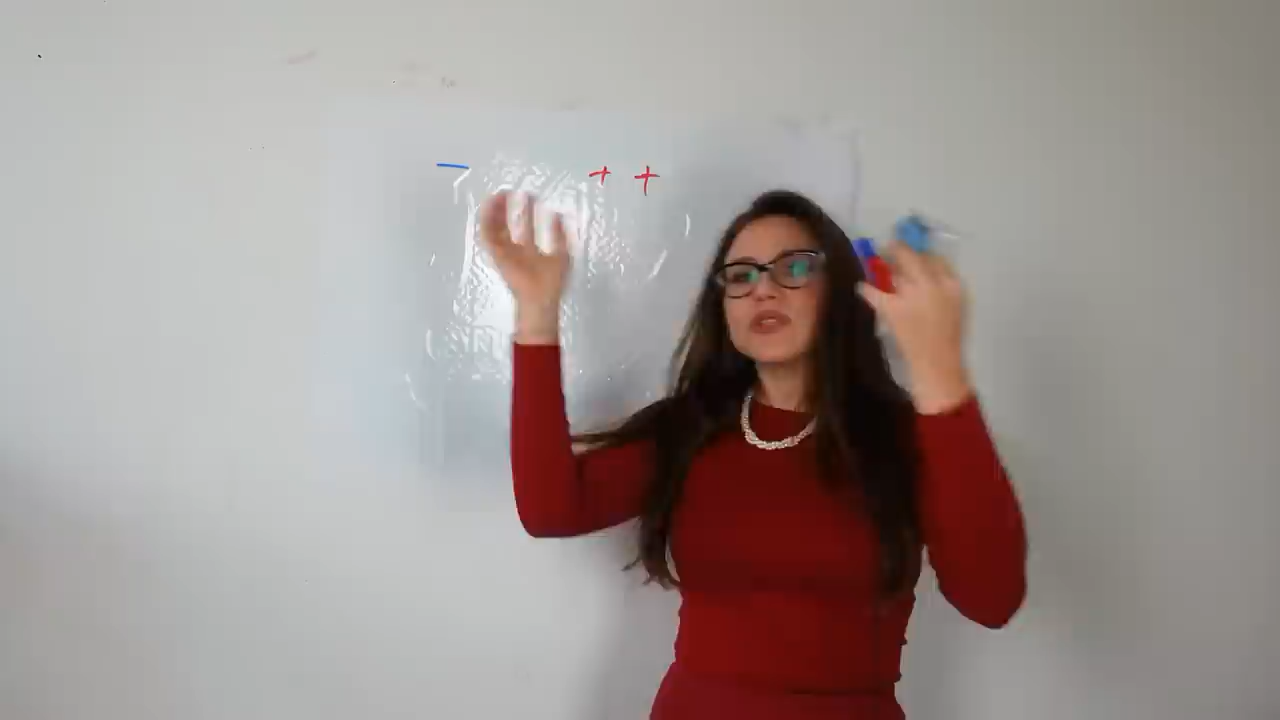 − + +